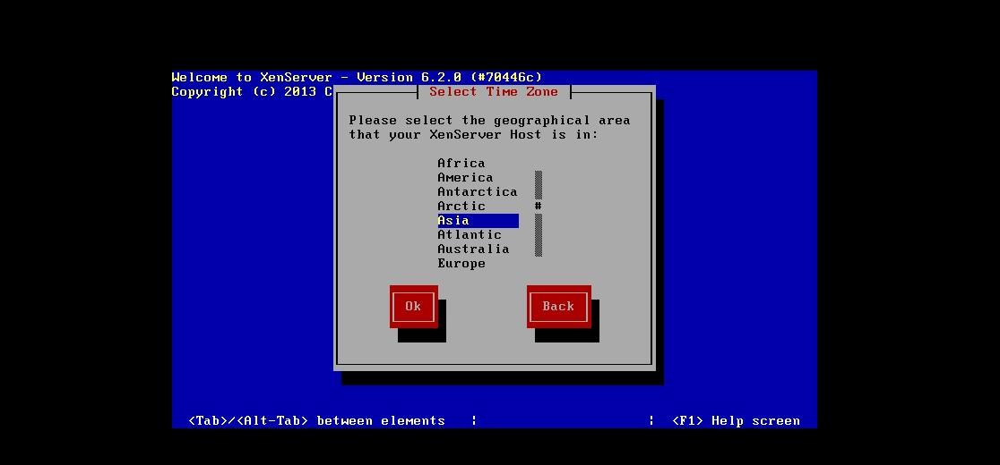 Welcome to XenServer - Version 6.2.0 (#70446c)
Copyright (c) 2013 C
Select Time Zone
Please select the geographical area
that your XenServer Host is in:
Africa
America
Antarctica
Arctic #
Asia
Atlantic
Australia
Europe
Ok Back
<Tab>/<Alt-Tab> between elements | | <F1> Help screen